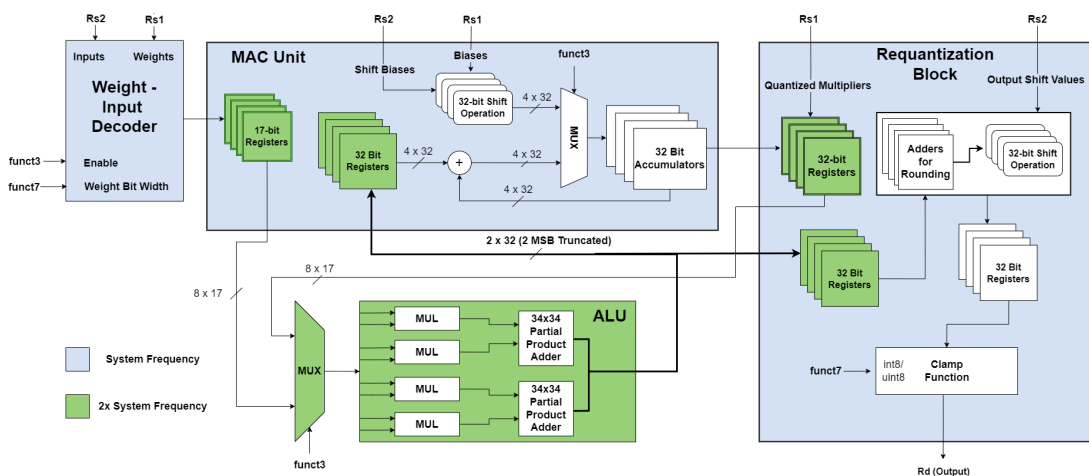 Rs2
Rs1
Inputs
Weights
Weight -
Input
Decoder
funct3
Enable
funct7
Weight Bit Width
MAC Unit
Rs2
Rs1
Shift Biases
Biases
32-bit Shift
Operation
4 x 32
funct3
MUX
17-bit
Registers
32 Bit
Registers
4 x 32
+
4 x 32
4 x 32
32 Bit
Accumulators
Rs1
Rs2
Requantization
Block
Quantized Multipliers
Output Shift Values
32-bit
Registers
Adders
for
Rounding
32-bit Shift
Operation
32 Bit
Registers
32 Bit
Registers
funct7
int8/
uint8
Clamp
Function
Rd (Output)
2 x 32 (2 MSB Truncated)
8 x 17
8 x 17
MUX
funct3
ALU
MUL
MUL
MUL
MUL
34x34
Partial
Product
Adder
34x34
Partial
Product
Adder
System Frequency
2x System Frequency